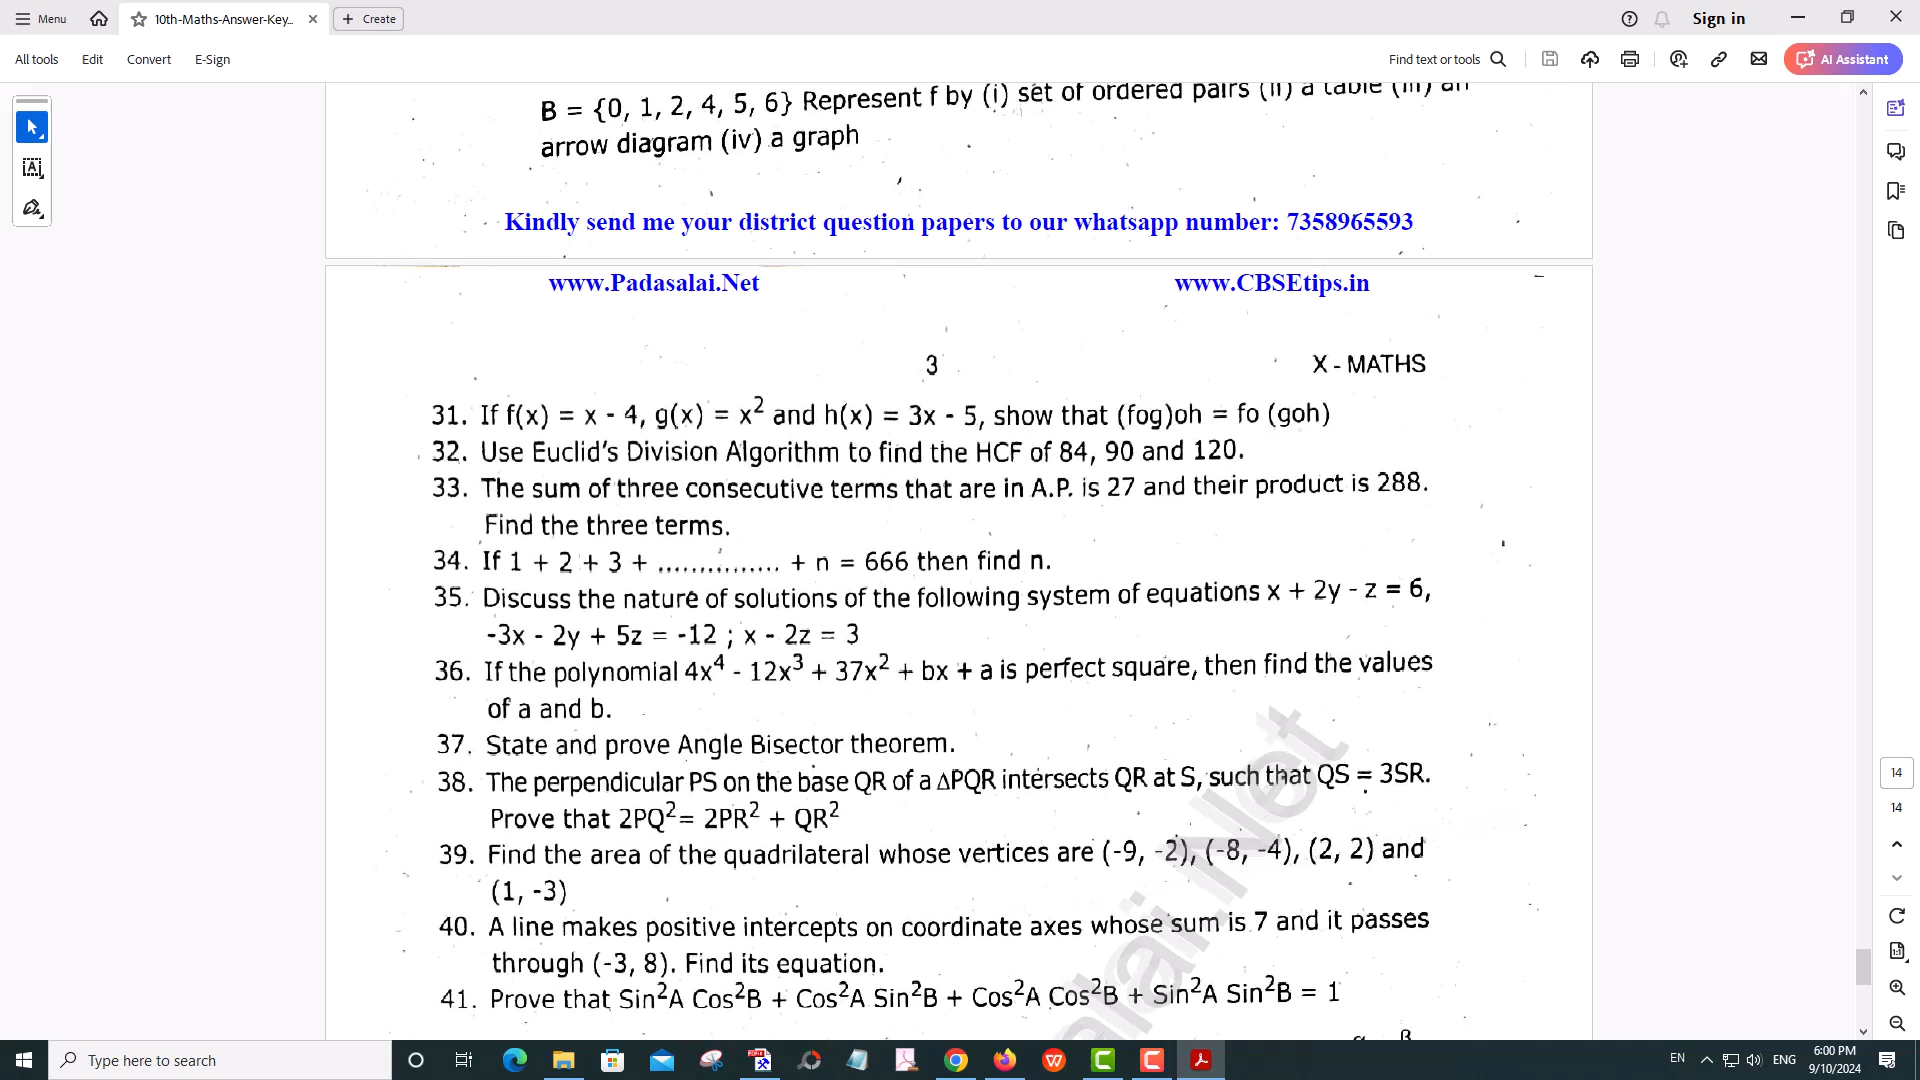 Menu
10th-Maths-Answer-Key...
Create
Sign in
All tools
Edit
Convert
E-Sign
Find text or tools
AI Assistant
B = {0, 1, 2, 4, 5, 6} Represent f by (i) set of ordered pairs (ii) a table (iii) an
arrow diagram (iv) a graph
Kindly send me your district question papers to our whatsapp number: 7358965593
www.Padasalai.Net www.CBSEtips.in
3 X - MATHS
31. If f(x) = x - 4, g(x) = x² and h(x) = 3x - 5, show that (fog)oh = fo (goh)
32. Use Euclid's Division Algorithm to find the HCF of 84, 90 and 120.
33. The sum of three consecutive terms that are in A.P. is 27 and their product is 288.
Find the three terms.
34. If 1 + 2 + 3 + ............... + n = 666 then find n.
35. Discuss the nature of solutions of the following system of equations x + 2y - z = 6,
-3x - 2y + 5z = -12 ; x - 2z = 3
36. If the polynomial 4x⁴ - 12x³ + 37x² + bx + a is perfect square, then find the values
of a and b.
37. State and prove Angle Bisector theorem.
38. The perpendicular PS on the base QR of a ΔPQR intersects QR at S, such that QS = 3SR.
Prove that 2PQ²= 2PR² + QR²
39. Find the area of the quadrilateral whose vertices are (-9, -2), (-8, -4), (2, 2) and
(1, -3)
40. A line makes positive intercepts on coordinate axes whose sum is 7 and it passes
through (-3, 8). Find its equation.
41. Prove that Sin²A Cos²B + Cos²A Sin²B + Cos²A Cos²B + Sin²A Sin²B = 1
alai.Net
14
14
Type here to search
EN
ENG
6:00 PM
9/10/2024